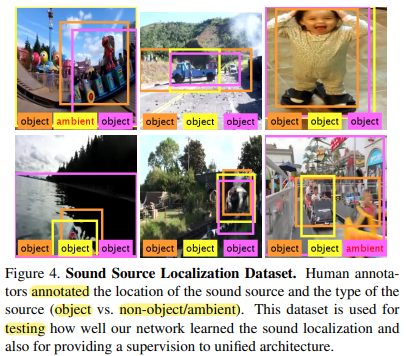 object ambient object
object object object
object object object
object object object
object object object
object object ambient
Figure 4. Sound Source Localization Dataset. Human annota-
tors annotated the location of the sound source and the type of the
source (object vs. non-object/ambient). This dataset is used for
testing how well our network learned the sound localization and
also for providing a supervision to unified architecture.